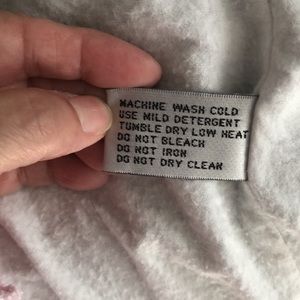 MACHINE WASH COLD
USE MILD DETERGENT
TUMBLE DRY LOW HEAT
DO NOT BLEACH
DO NOT IRON
DO NOT DRY CLEAN